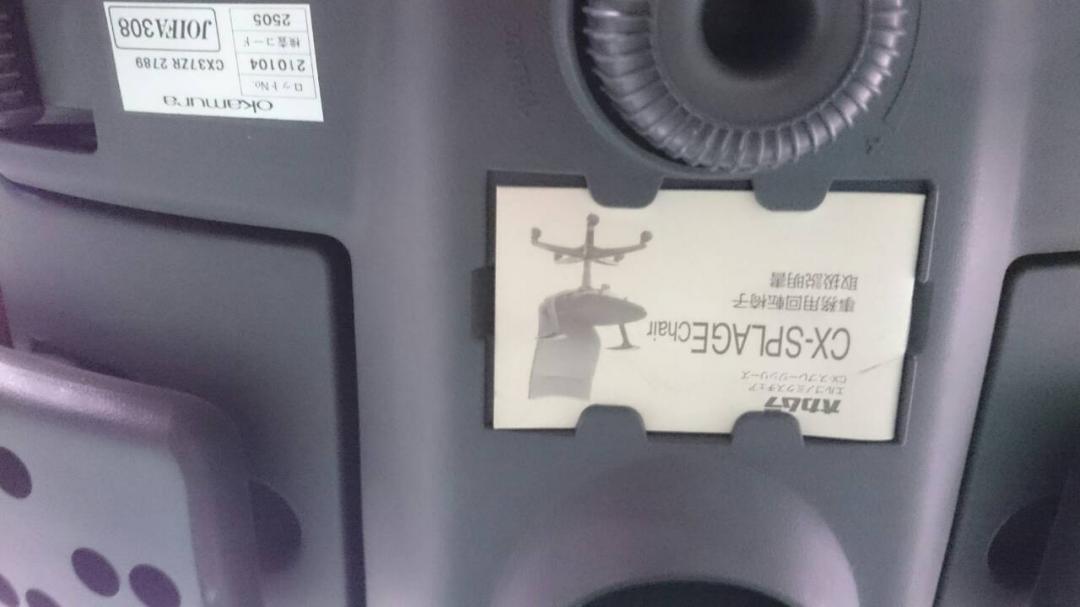 okamura
CX37ZR 2789
JOIFA308
ロットNo.
210104
検査コード
2505
オカムラ
エルゴノミクスチェア
CX-スプレージシリーズ
CX-SPLAGEChair
事務用回転椅子
取扱説明書